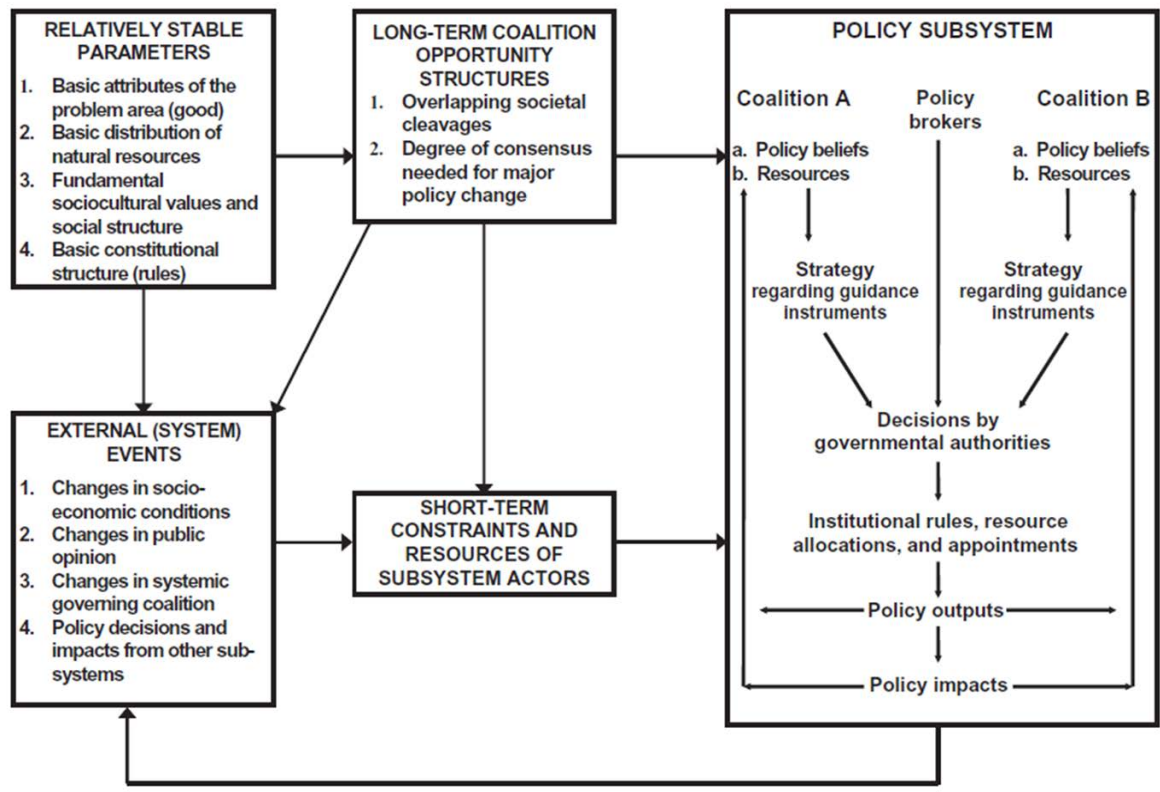 RELATIVELY STABLE
PARAMETERS
1. Basic attributes of the
problem area (good)
2. Basic distribution of
natural resources
3. Fundamental
sociocultural values and
social structure
4. Basic constitutional
structure (rules)
LONG-TERM COALITION
OPPORTUNITY
STRUCTURES
1. Overlapping societal
cleavages
2. Degree of consensus
needed for major
policy change
EXTERNAL (SYSTEM)
EVENTS
1. Changes in socio-
economic conditions
2. Changes in public
opinion
3. Changes in systemic
governing coalition
4. Policy decisions and
impacts from other sub-
systems
SHORT-TERM
CONSTRAINTS AND
RESOURCES OF
SUBSYSTEM ACTORS
POLICY SUBSYSTEM
Coalition A
a. Policy beliefs
b. Resources
Strategy
regarding guidance
instruments
Policy
brokers
Coalition B
a. Policy beliefs
b. Resources
Strategy
regarding guidance
instruments
Decisions by
governmental authorities
Institutional rules, resource
allocations, and appointments
Policy outputs
Policy impacts